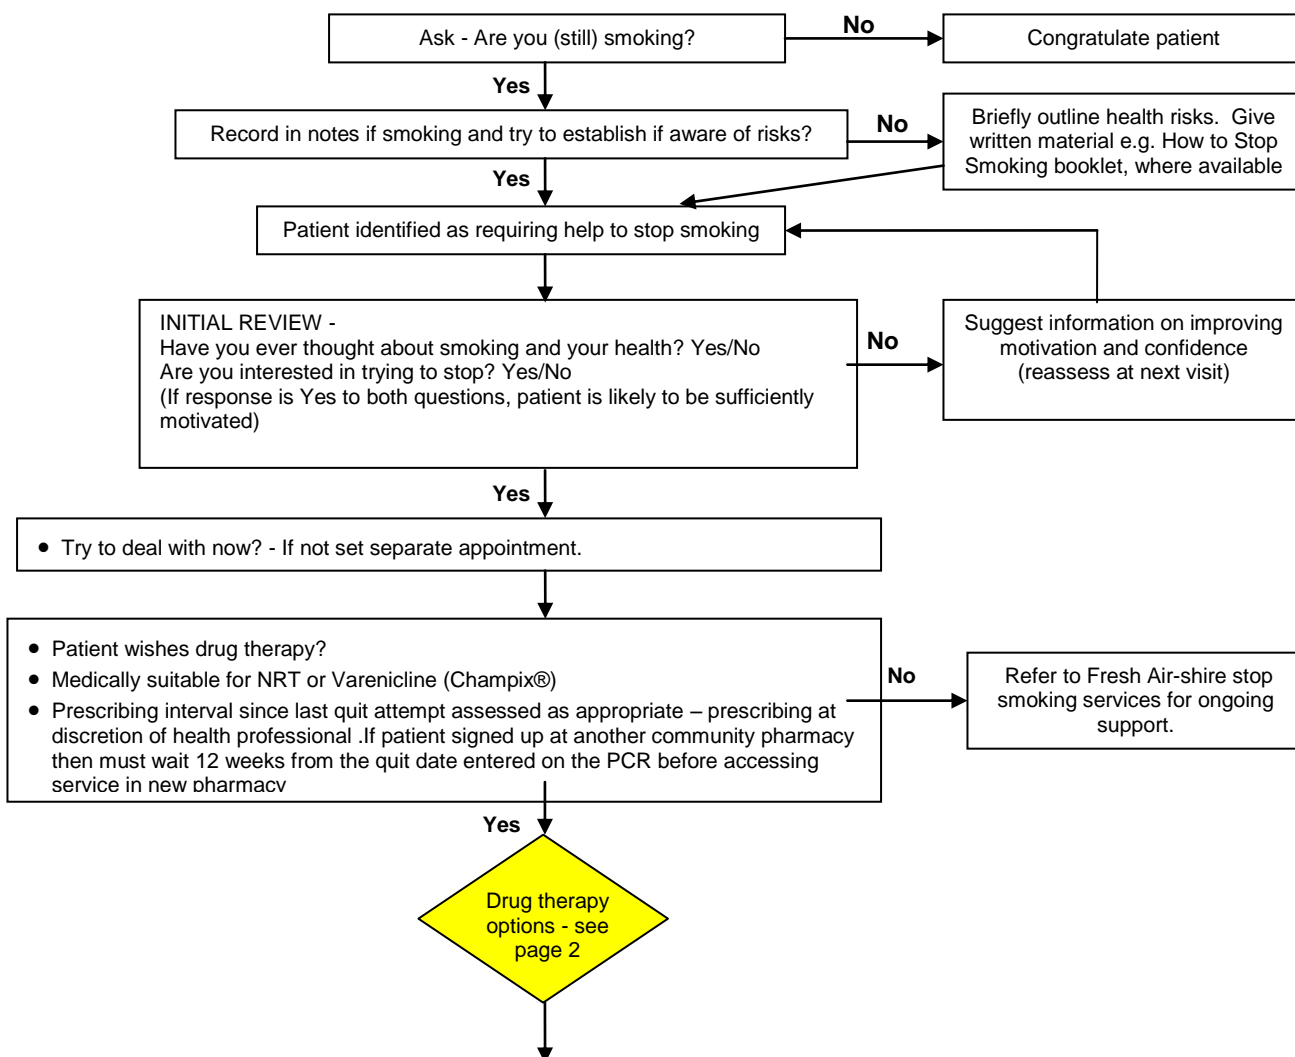 Ask - Are you (still) smoking?
No
Congratulate patient
Yes
Record in notes if smoking and try to establish if aware of risks?
No
Briefly outline health risks.  Give
written material e.g. How to Stop
Smoking booklet, where available
Yes
Patient identified as requiring help to stop smoking
INITIAL REVIEW -
Have you ever thought about smoking and your health? Yes/No
Are you interested in trying to stop? Yes/No
(If response is Yes to both questions, patient is likely to be sufficiently
motivated)
No
Suggest information on improving
motivation and confidence
(reassess at next visit)
Yes
• Try to deal with now? - If not set separate appointment.
• Patient wishes drug therapy?
• Medically suitable for NRT or Varenicline (Champix®)
• Prescribing interval since last quit attempt assessed as appropriate – prescribing at
discretion of health professional .If patient signed up at another community pharmacy
then must wait 12 weeks from the quit date entered on the PCR before accessing
service in new pharmacy
No
Refer to Fresh Air-shire stop
smoking services for ongoing
support.
Yes
Drug therapy
options - see
page 2